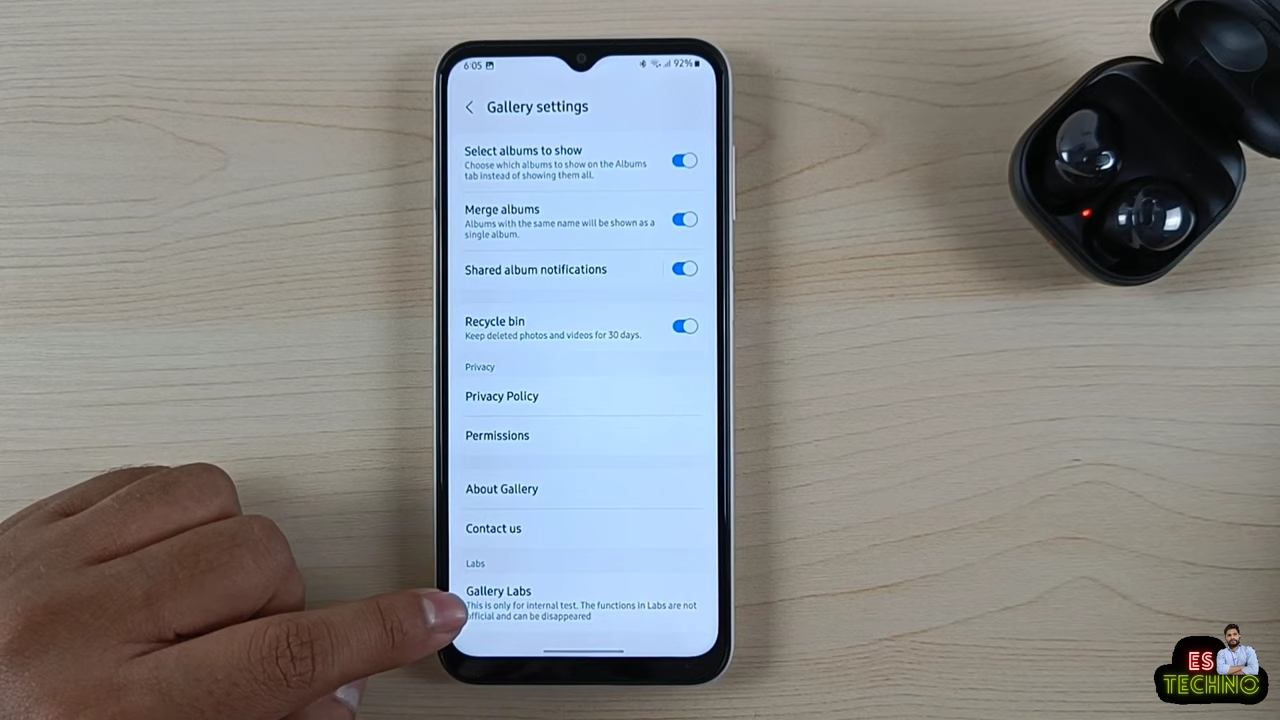 6:05
92%
Gallery settings
Select albums to show
Choose which albums to show on the Albums
tab instead of showing them all.
Merge albums
Albums with the same name will be shown as a
single album.
Shared album notifications
Recycle bin
Keep deleted photos and videos for 30 days.
Privacy
Privacy Policy
Permissions
About Gallery
Contact us
Labs
Gallery Labs
This is only for internal test. The functions in Labs are not
official and can be disappeared
ES
TECHNO